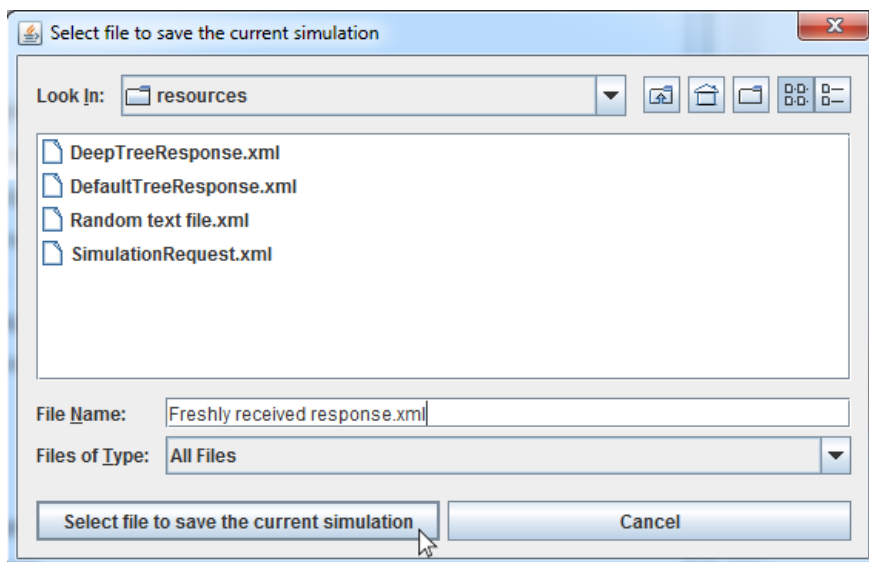 Select file to save the current simulation
Look In: resources
DeepTreeResponse.xml
DefaultTreeResponse.xml
Random text file.xml
SimulationRequest.xml
File Name: Freshly received response.xml
Files of Type: All Files
Select file to save the current simulation Cancel